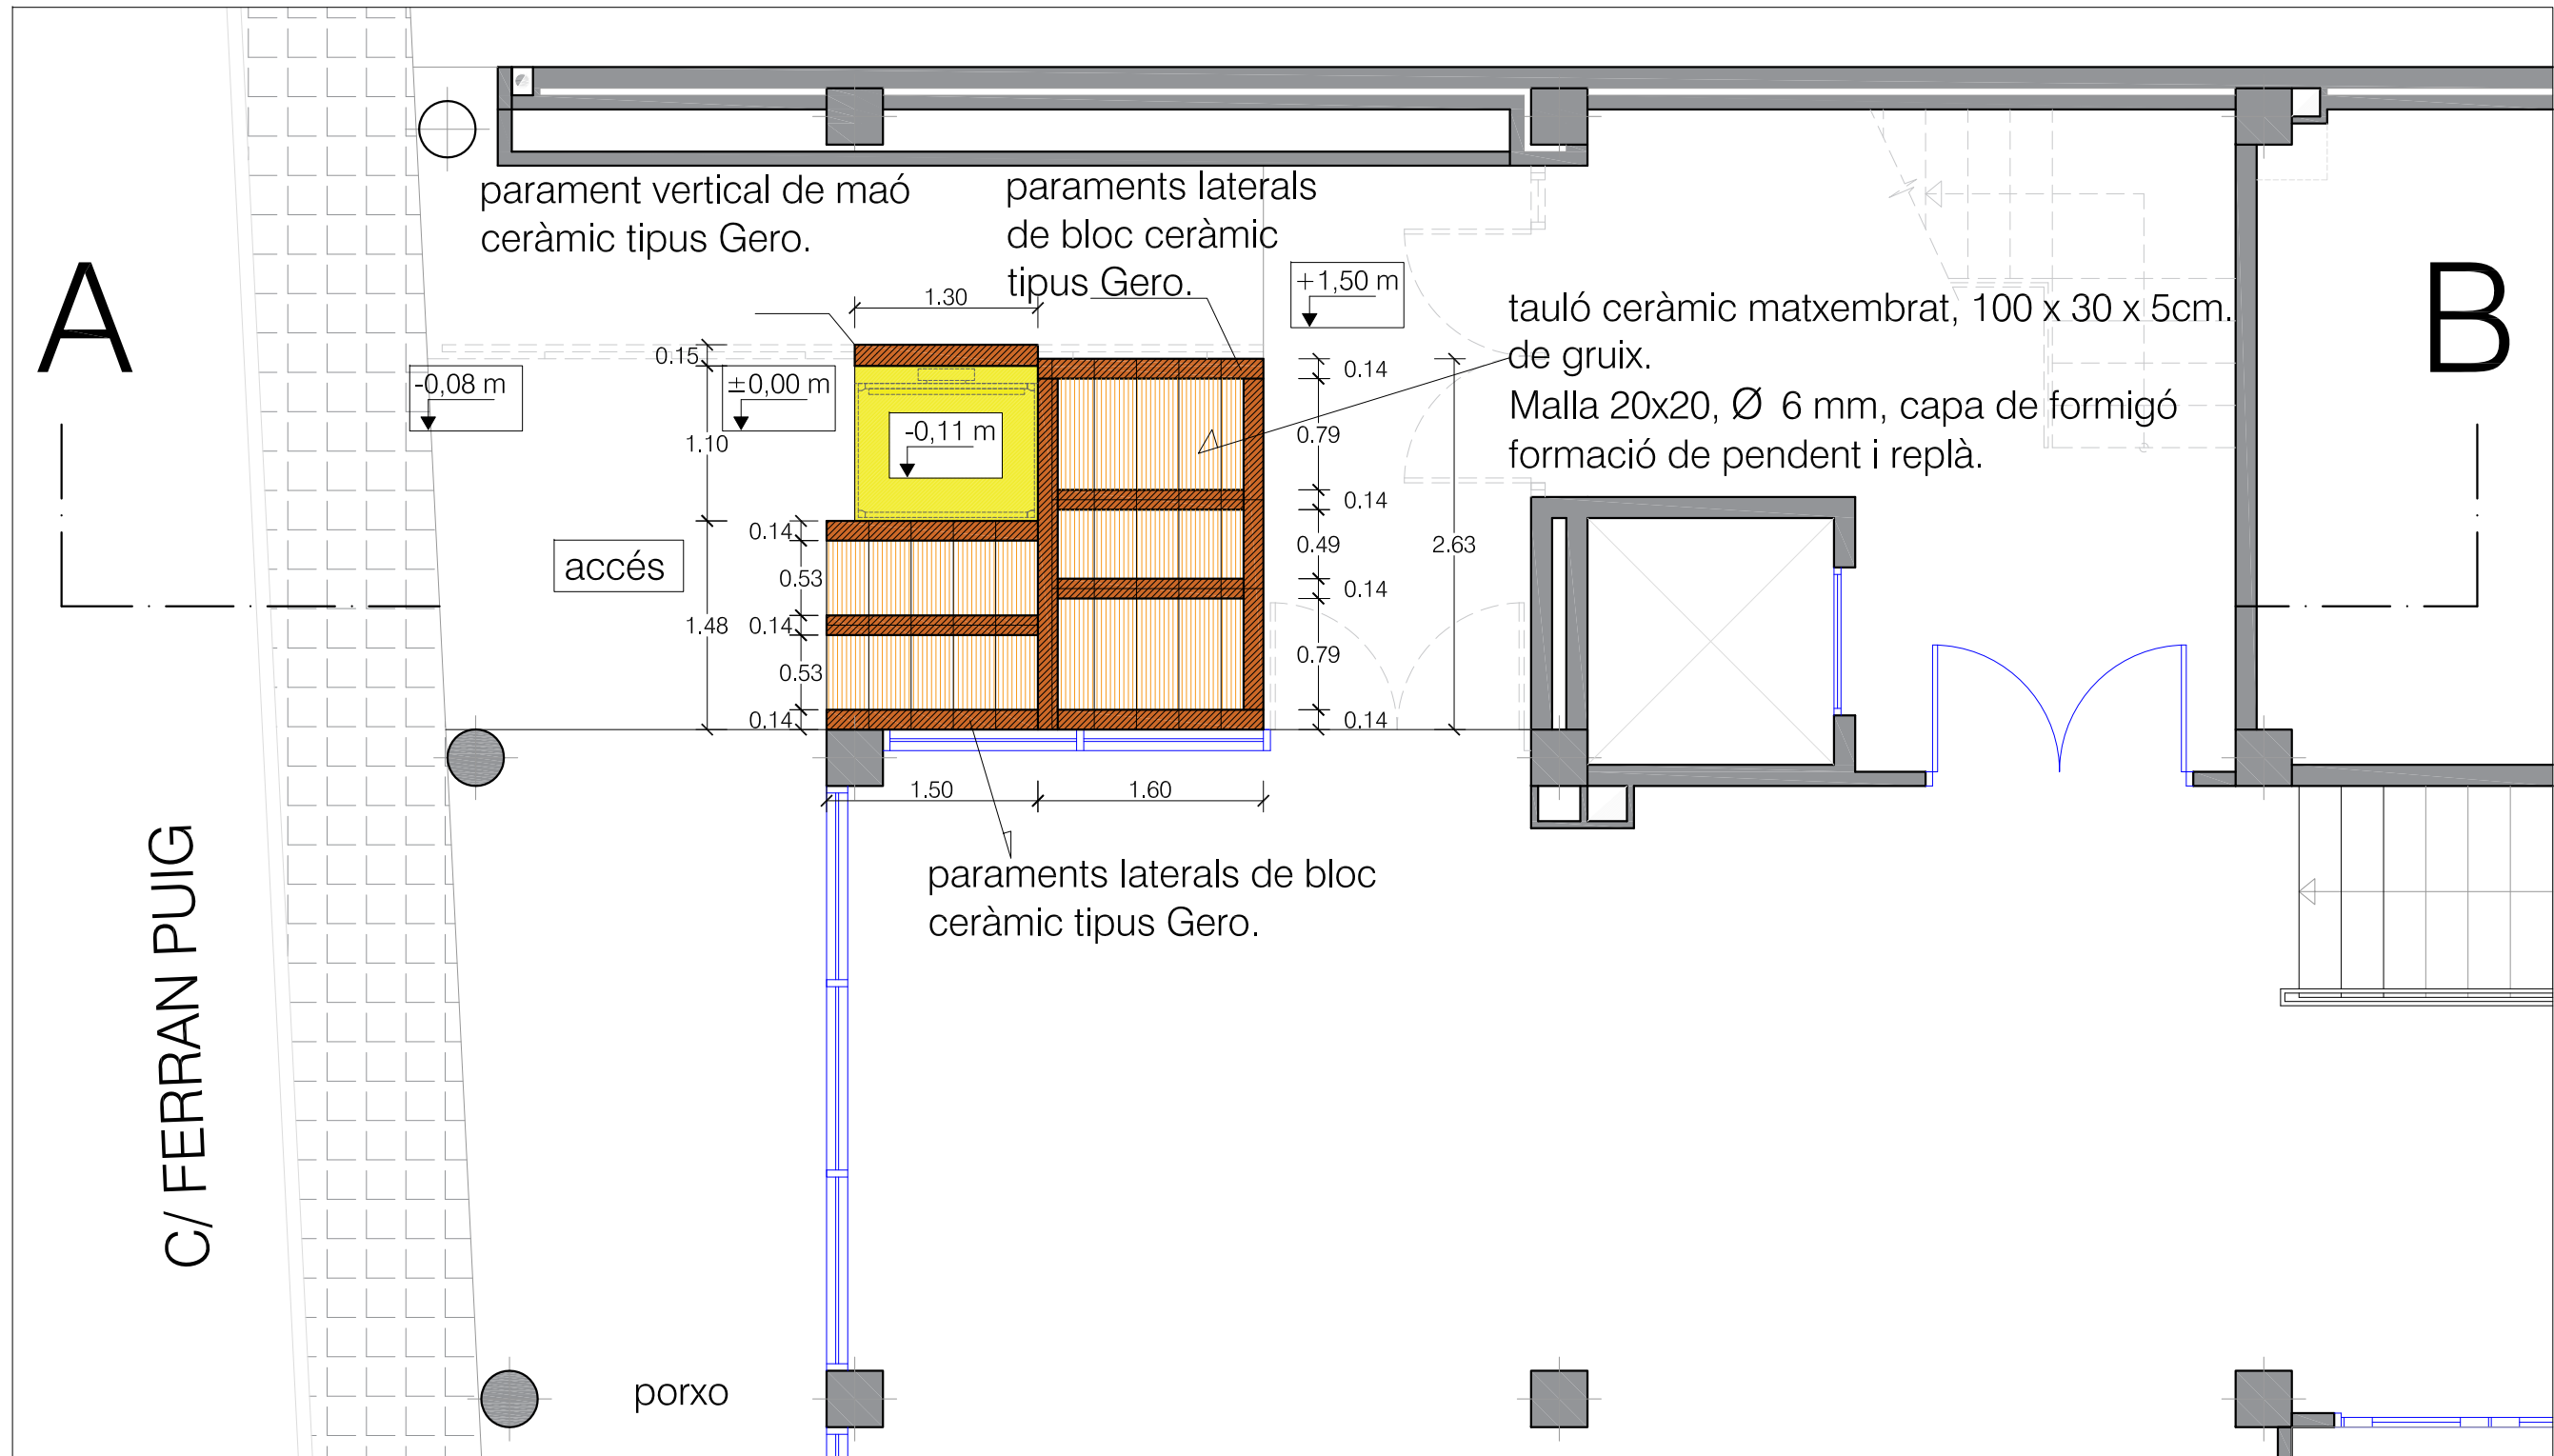 parament vertical de maó
ceràmic tipus Gero.
paraments laterals
de bloc ceràmic
tipus Gero.
A
B
+1,50 m
tauló ceràmic matxembrat, 100 x 30 x 5cm.
de gruix.
Malla 20x20, Ø 6 mm, capa de formigó
formació de pendent i replà.
1.30
0.15
-0,08 m
±0,00 m
-0,11 m
1.10
0.14
0.79
0.14
0.49
2.63
0.14
0.79
0.14
accés
0.14
0.53
1.48
0.14
0.53
0.14
1.50
1.60
paraments laterals de bloc
ceràmic tipus Gero.
C/ FERRAN PUIG
porxo